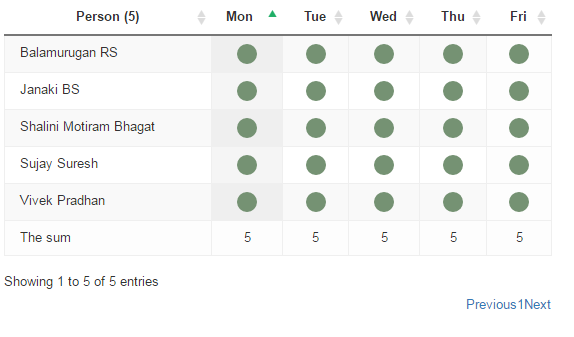 Person (5) Mon Tue Wed Thu Fri
Balamurugan RS
Janaki BS
Shalini Motiram Bhagat
Sujay Suresh
Vivek Pradhan
The sum 5 5 5 5 5
Showing 1 to 5 of 5 entries
Previous1Next